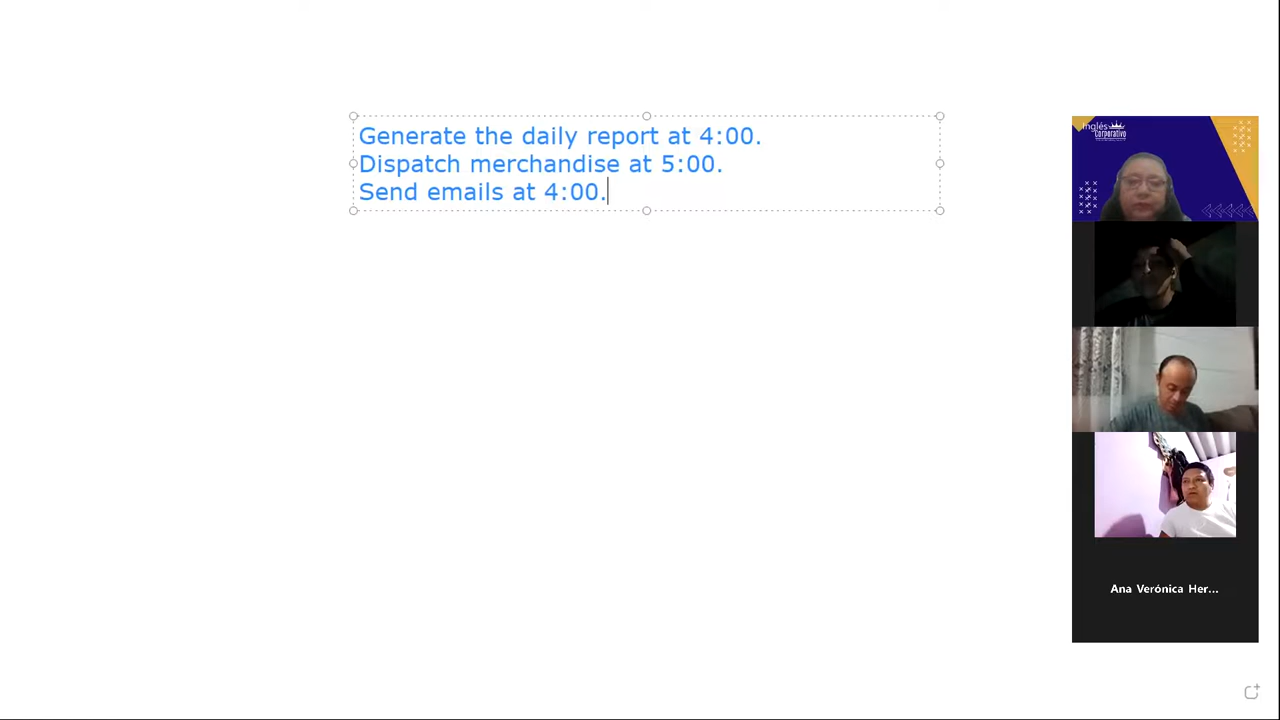 Generate the daily report at 4:00.
Dispatch merchandise at 5:00.
Send emails at 4:00.
Inglés
Corporativo
Ana Verónica Her...